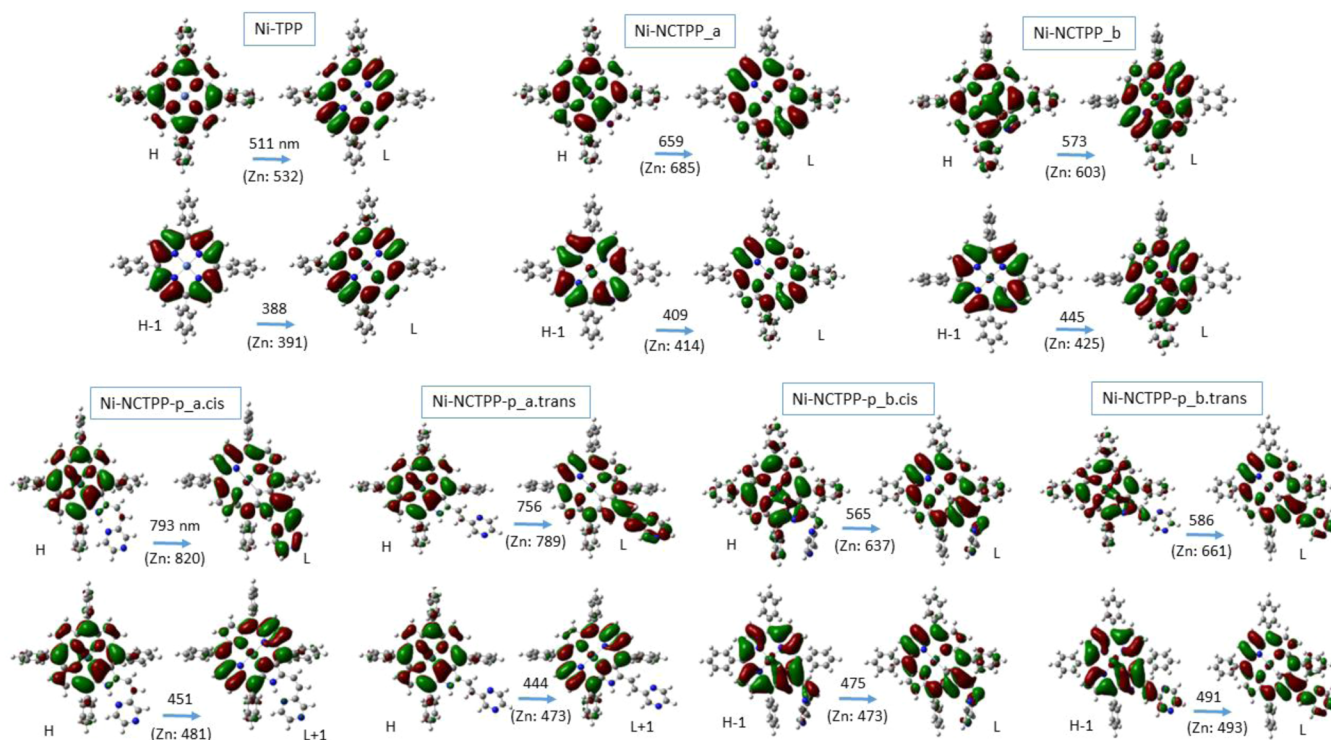 Ni-TPP
Ni-NCTPP_a
Ni-NCTPP_b
H
511 nm
(Zn: 532)
L
H
659
(Zn: 685)
L
H
573
(Zn: 603)
L
H-1
388
(Zn: 391)
L
H-1
409
(Zn: 414)
L
H-1
445
(Zn: 425)
L
Ni-NCTPP-p_a.cis
Ni-NCTPP-p_a.trans
Ni-NCTPP-p_b.cis
Ni-NCTPP-p_b.trans
H
793 nm
(Zn: 820)
L
H
756
(Zn: 789)
L
H
565
(Zn: 637)
L
H
586
(Zn: 661)
L
H
451
(Zn: 481)
L+1
H
444
(Zn: 473)
L+1
H-1
475
(Zn: 473)
L
H-1
491
(Zn: 493)
L